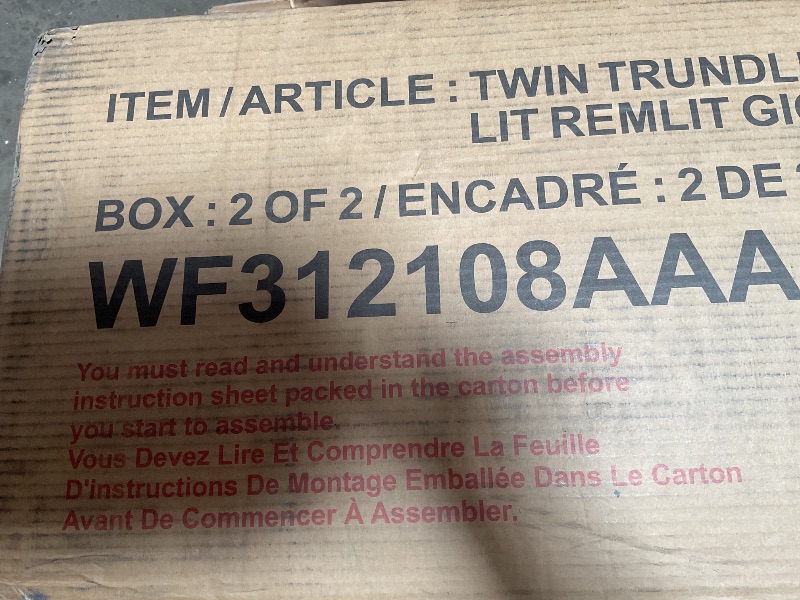 ITEM / ARTICLE : TWIN TRUNDL
LIT REMLIT GIG
BOX : 2 OF 2 / ENCADRÉ : 2 DE
WF312108AAA
You must read and understand the assembly
instruction sheet packed in the carton before
you start to assemble.
Vous Devez Lire Et Comprendre La Feuille
D'instructions De Montage Emballée Dans Le Carton
Avant De Commencer À Assembler.